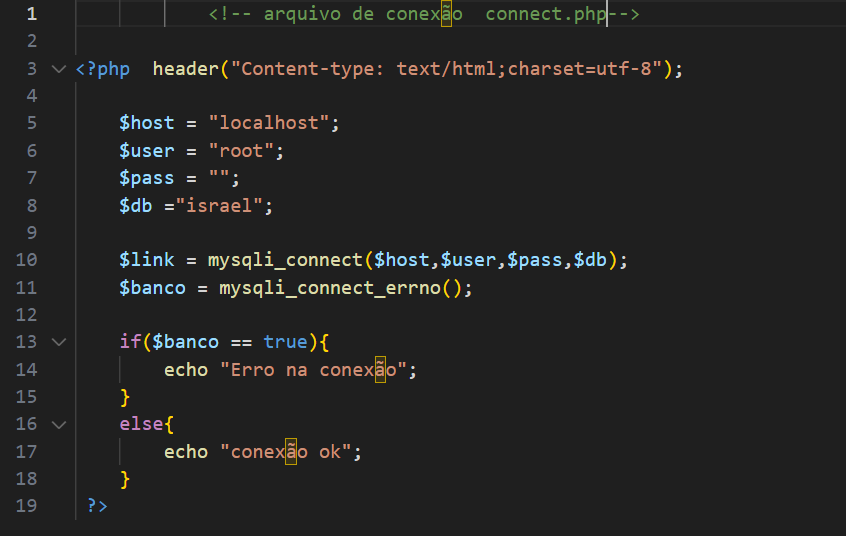 1 <!-- arquivo de conexão  connect.php-->
2
3 <?php  header("Content-type: text/html;charset=utf-8");
4
5 $host = "localhost";
6 $user = "root";
7 $pass = "";
8 $db ="israel";
9
10 $link = mysqli_connect($host,$user,$pass,$db);
11 $banco = mysqli_connect_errno();
12
13 if($banco == true){
14 echo "Erro na conexão";
15 }
16 else{
17 echo "conexão ok";
18 }
19 ?>